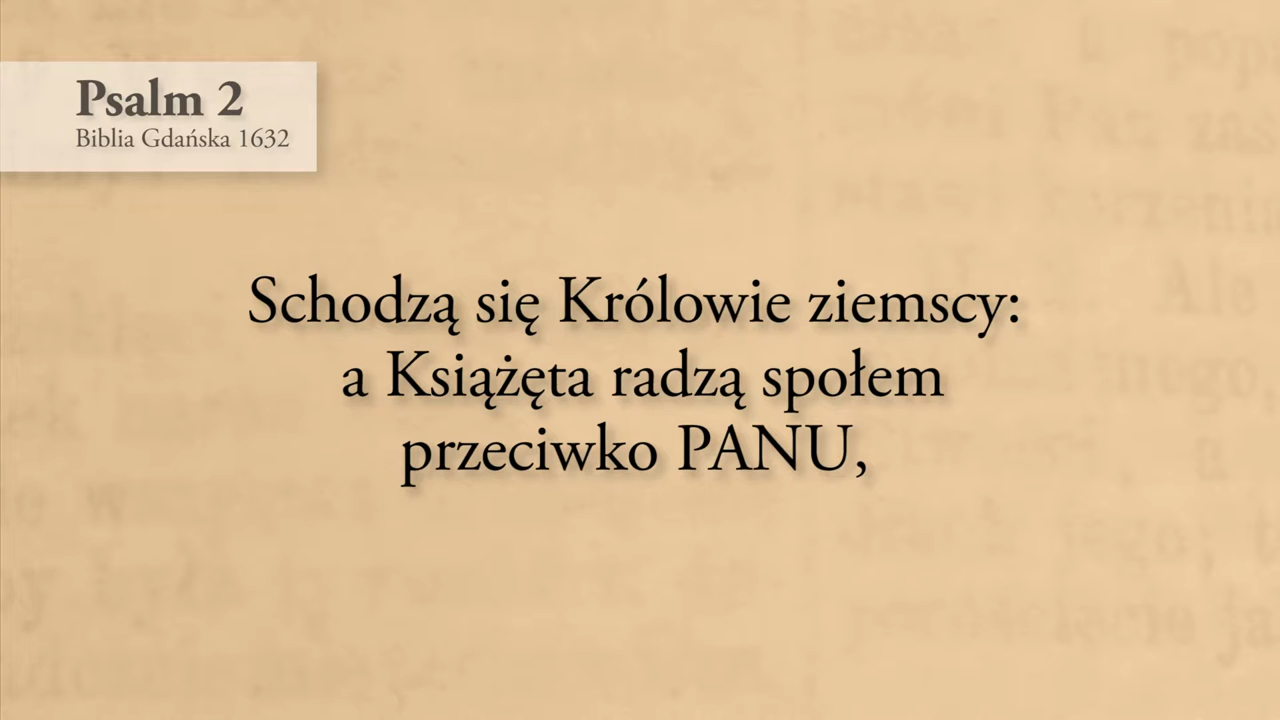 Psalm 2
Biblia Gdańska 1632
Schodzą się Królowie ziemscy:
a Książęta radzą społem
przeciwko PANU,